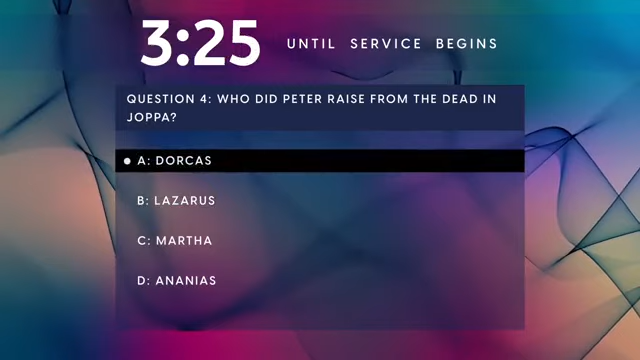 3:25 UNTIL SERVICE BEGINS
QUESTION 4: WHO DID PETER RAISE FROM THE DEAD IN
JOPPA?
A: DORCAS
B: LAZARUS
C: MARTHA
D: ANANIAS